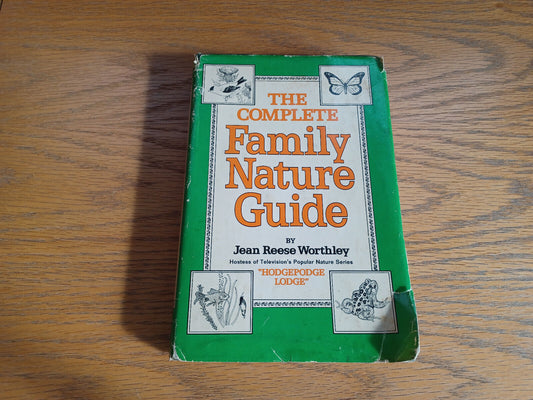 THE
COMPLETE
Family
Nature
Guide
BY
Jean Reese Worthley
Hostess of Television's Popular Nature Series
"HODGEPODGE
LODGE"